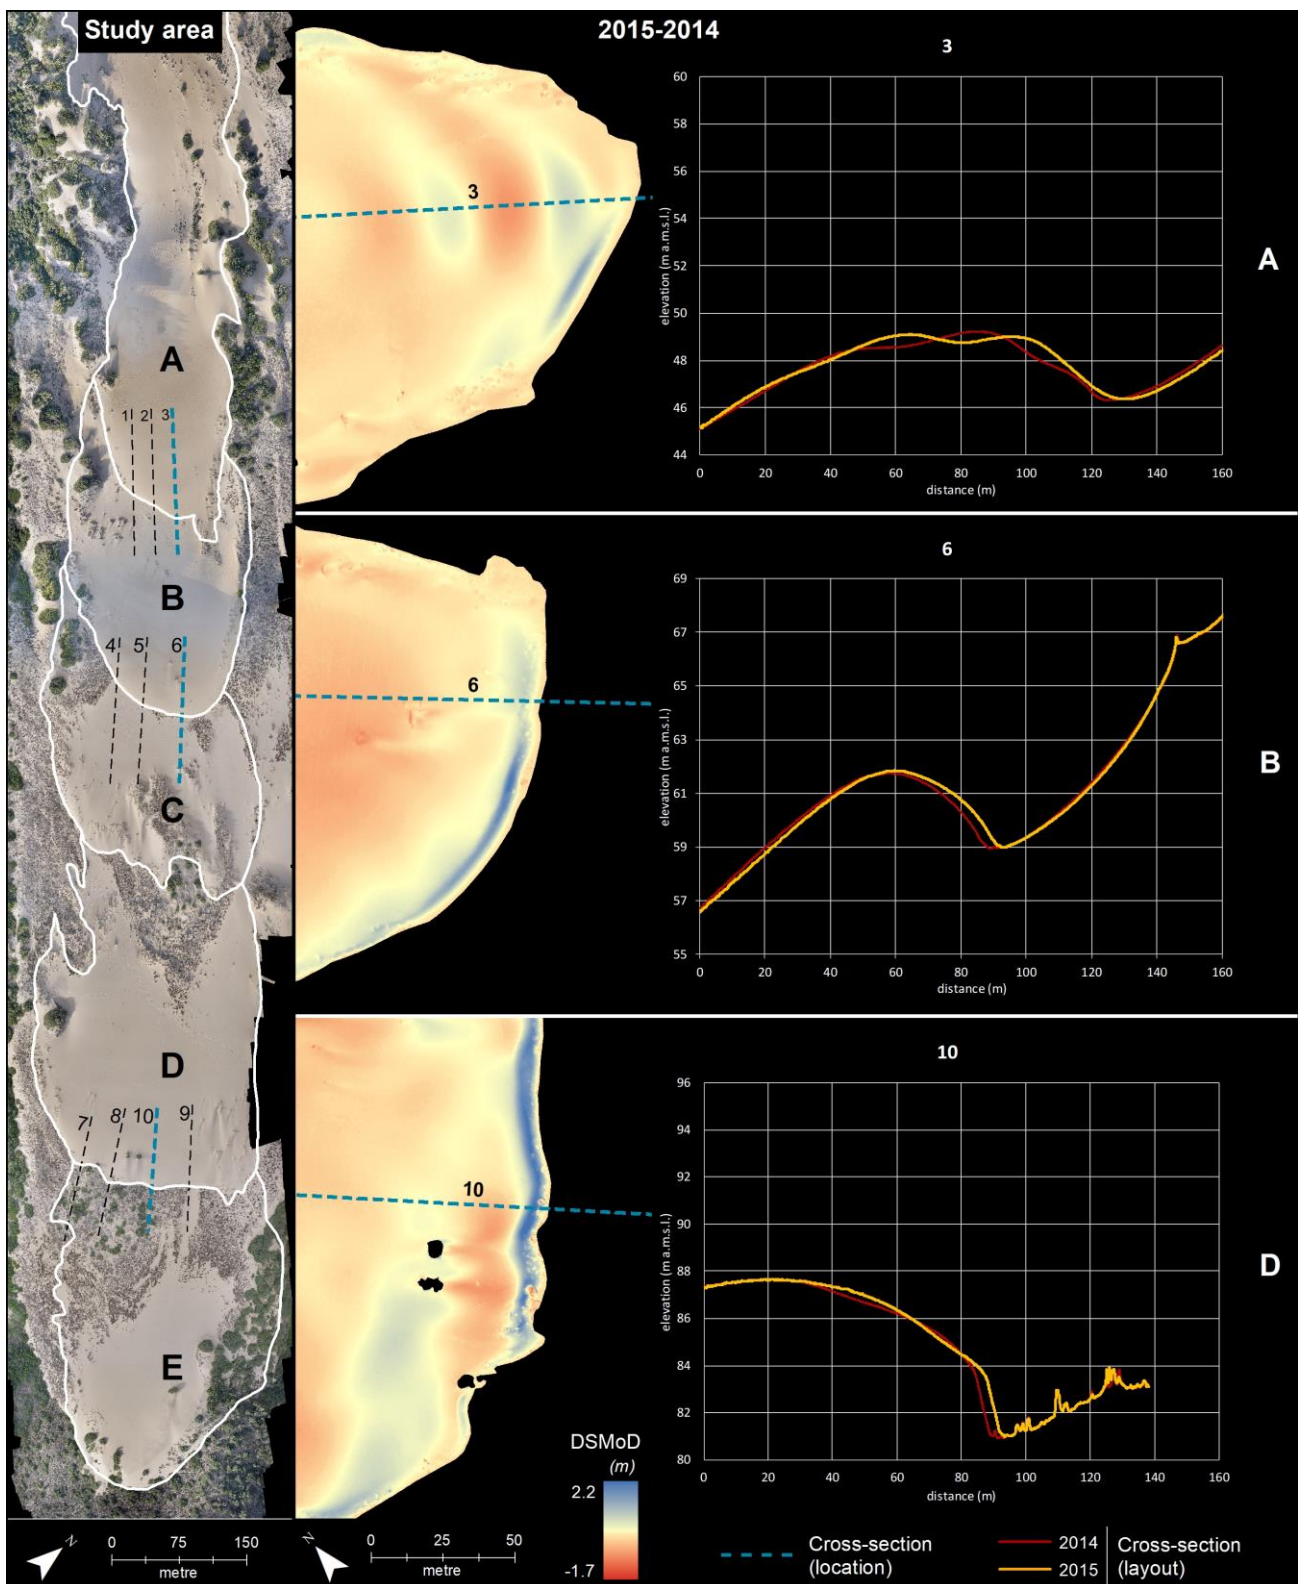 Study area
A
1 2 3
B
4 5 6
C
D
7 8 10 9
E
N
0 75 150
metre
2015-2014
3
6
10
DSMoD
(m)
2.2
-1.7
N
0 25 50
metre
3
60
58
56
54
52
50
48
46
44
0 20 40 60 80 100 120 140 160
elevation (m a.m.s.l.)
distance (m)
A
6
69
67
65
63
61
59
57
55
0 20 40 60 80 100 120 140 160
elevation (m a.m.s.l.)
distance (m)
B
10
96
94
92
90
88
86
84
82
80
0 20 40 60 80 100 120 140 160
elevation (m a.m.s.l.)
distance (m)
D
Cross-section
(location)
2014
2015
Cross-section
(layout)